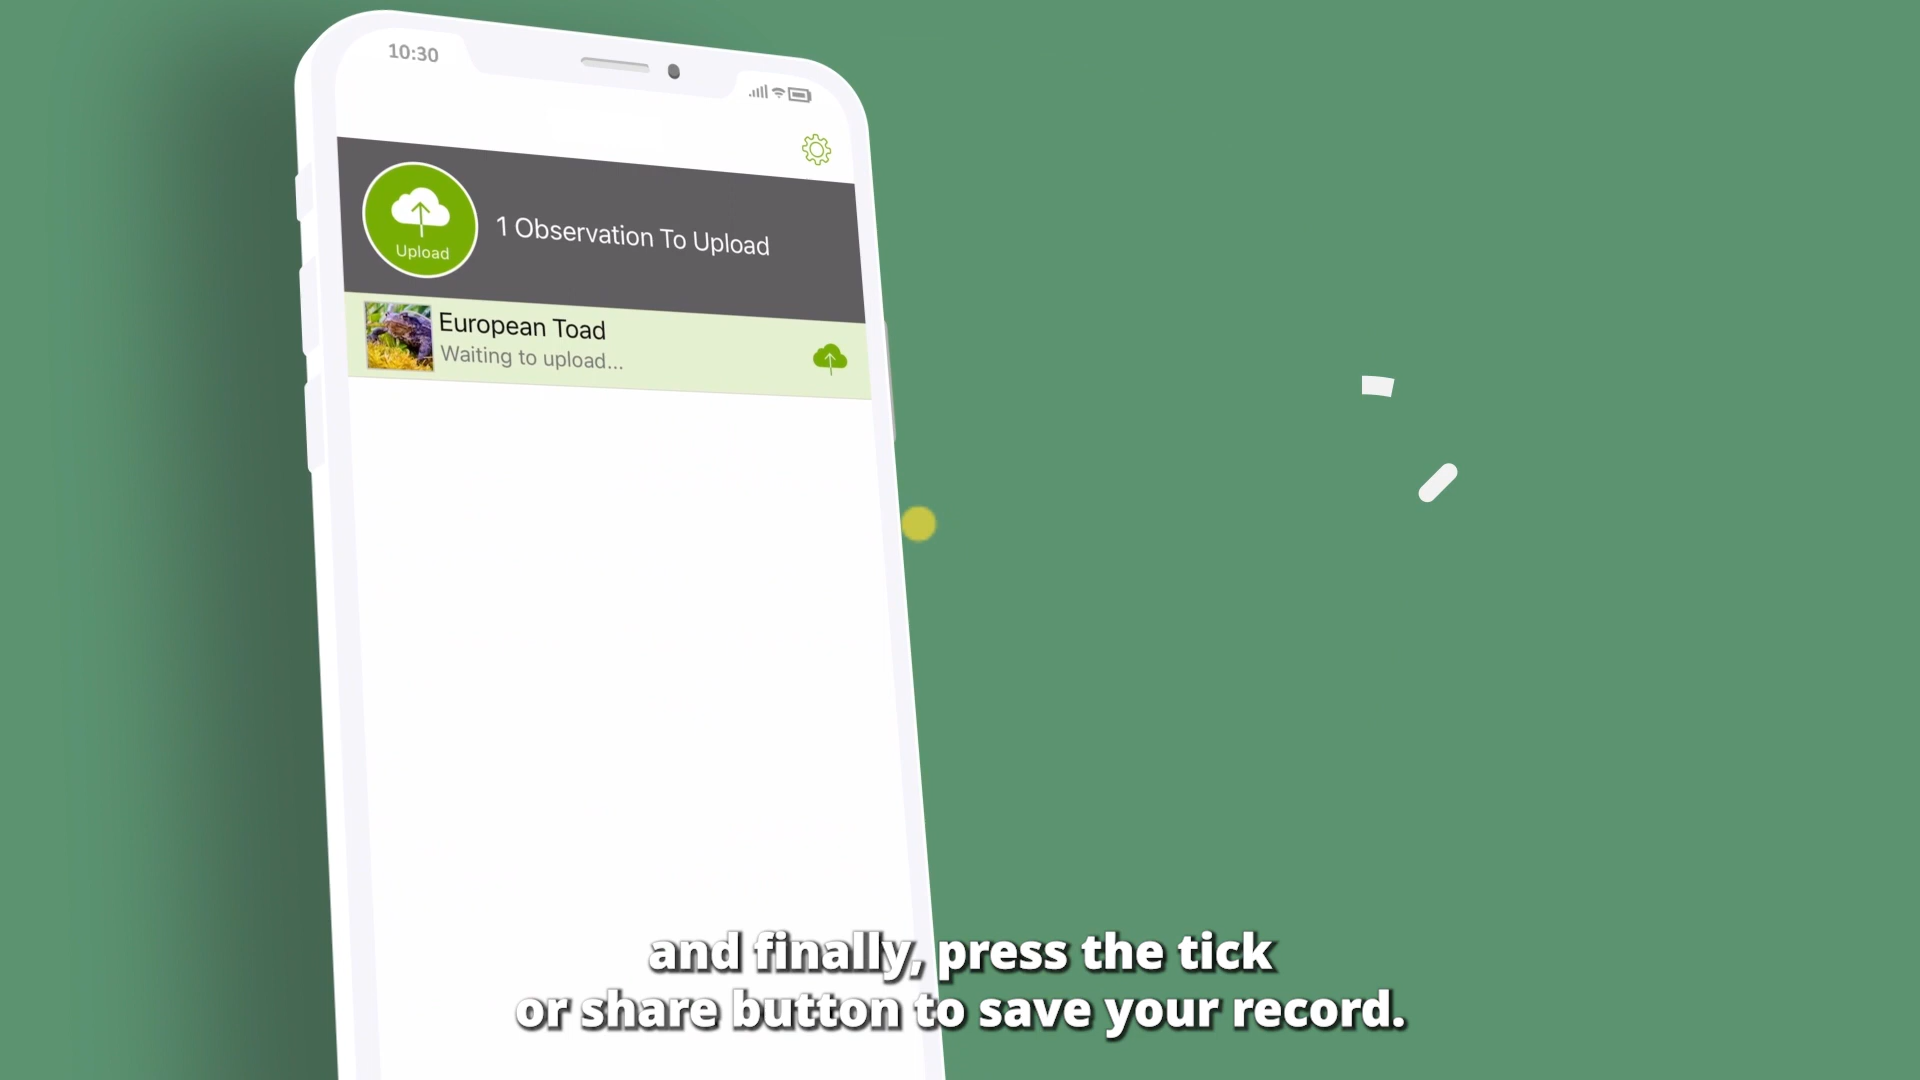 10:30
Upload
1 Observation To Upload
European Toad
Waiting to upload...
and finally, press the tick
or share button to save your record.